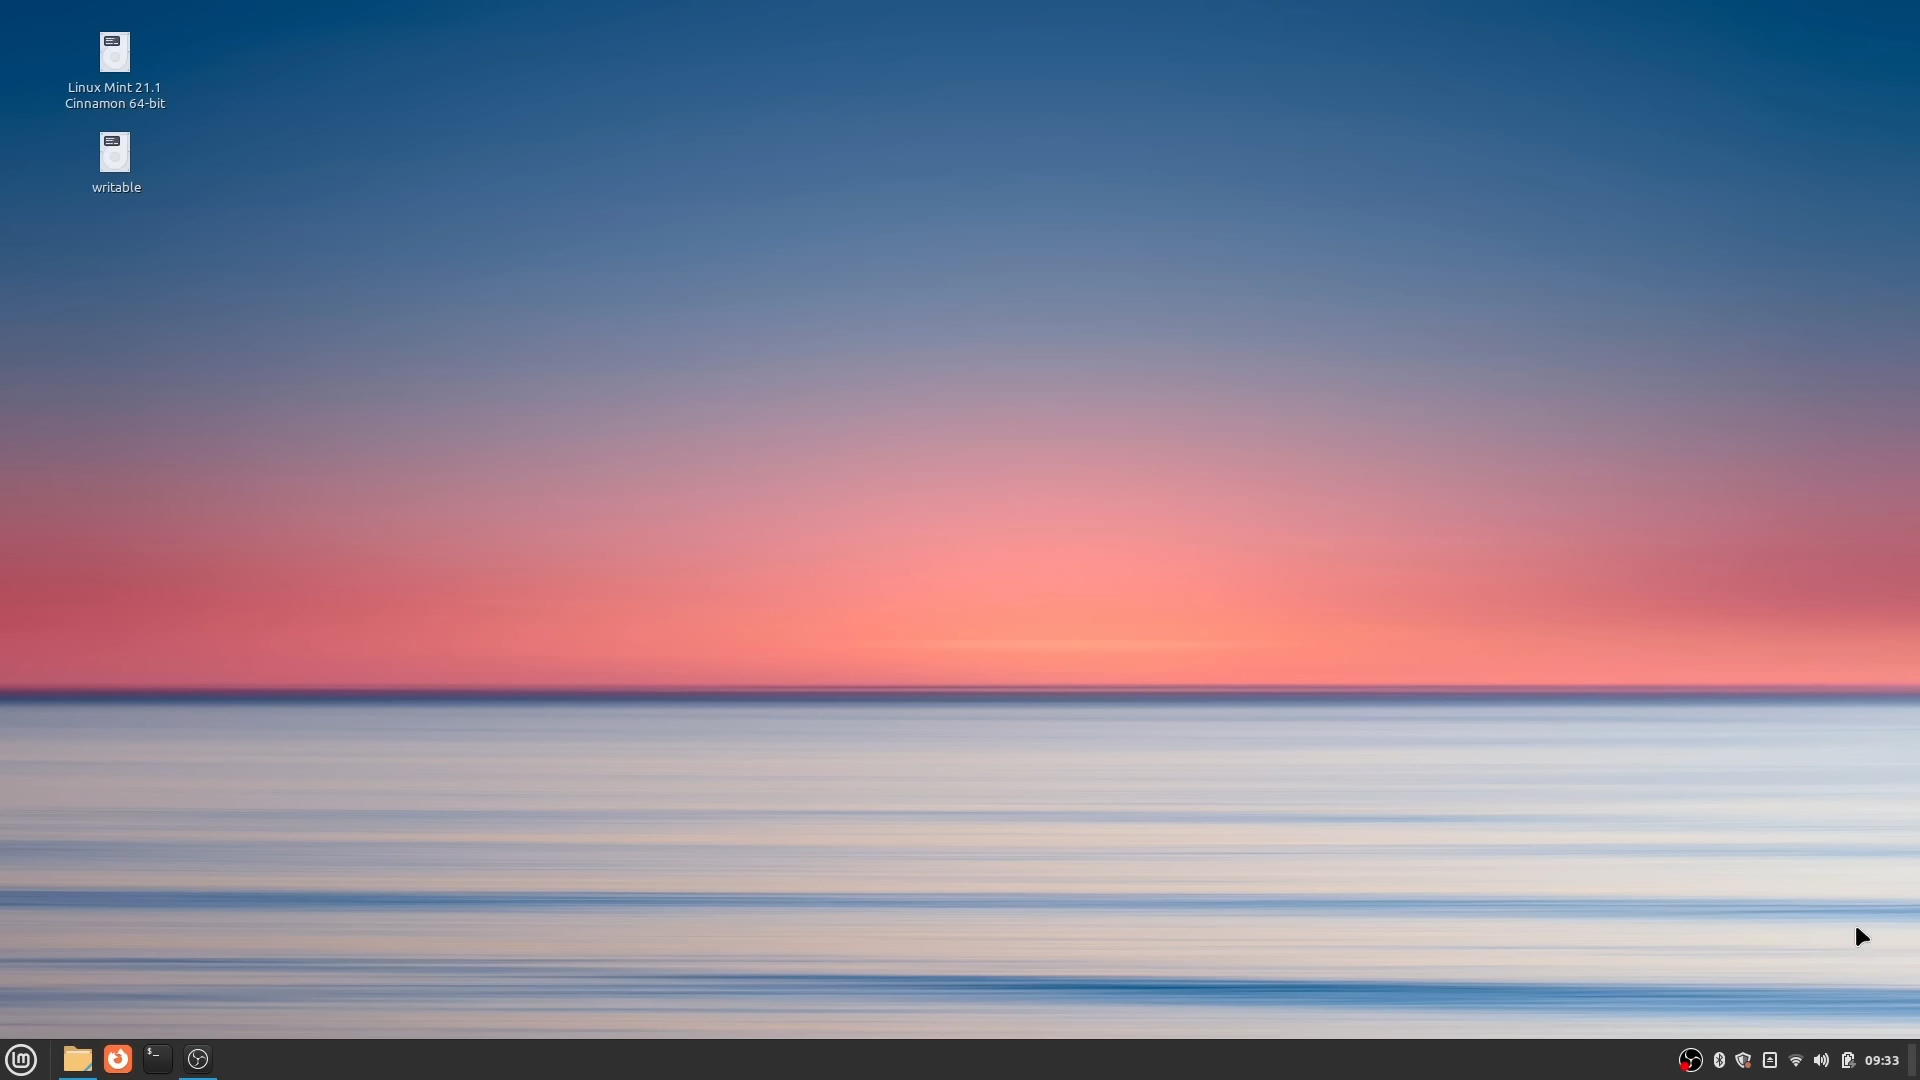 Linux Mint 21.1
Cinnamon 64-bit
writable
$_
09:33